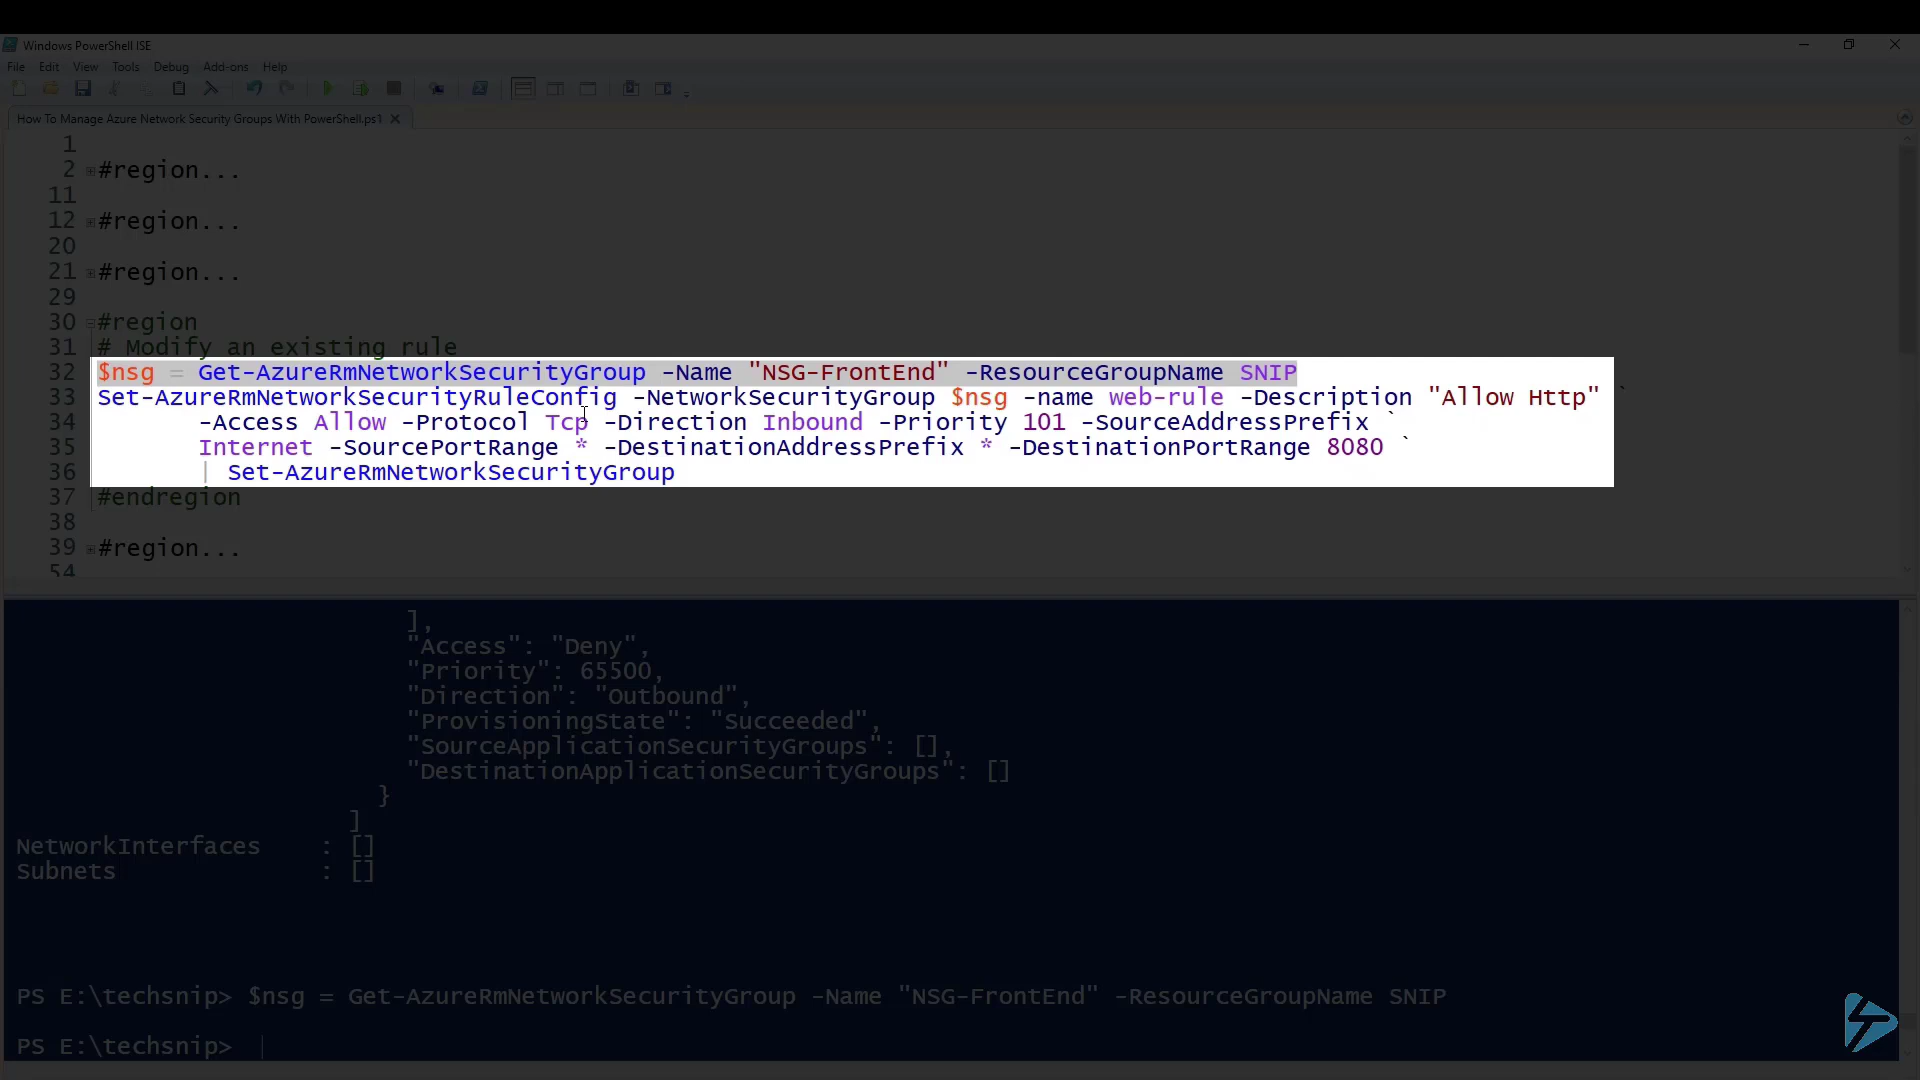 Windows PowerShell ISE
File Edit View Tools Debug Add-ons Help
How To Manage Azure Network Security Groups With PowerShell.ps1
1
2 #region...
11
12 #region...
20
21 #region...
29
30 #region
31 # Modify an existing rule
32 $nsg = Get-AzureRmNetworkSecurityGroup -Name "NSG-FrontEnd" -ResourceGroupName SNIP
33 Set-AzureRmNetworkSecurityRuleConfig -NetworkSecurityGroup $nsg -name web-rule -Description "Allow Http" `
34 -Access Allow -Protocol Tcp -Direction Inbound -Priority 101 -SourceAddressPrefix `
35 Internet -SourcePortRange * -DestinationAddressPrefix * -DestinationPortRange 8080 `
36 | Set-AzureRmNetworkSecurityGroup
37 #endregion
38
39 #region...
54
],
"Access": "Deny",
"Priority": 65500,
"Direction": "Outbound",
"ProvisioningState": "Succeeded",
"SourceApplicationSecurityGroups": [],
"DestinationApplicationSecurityGroups": []
}
]
NetworkInterfaces : []
Subnets : []
PS E:\techsnip> $nsg = Get-AzureRmNetworkSecurityGroup -Name "NSG-FrontEnd" -ResourceGroupName SNIP
PS E:\techsnip>